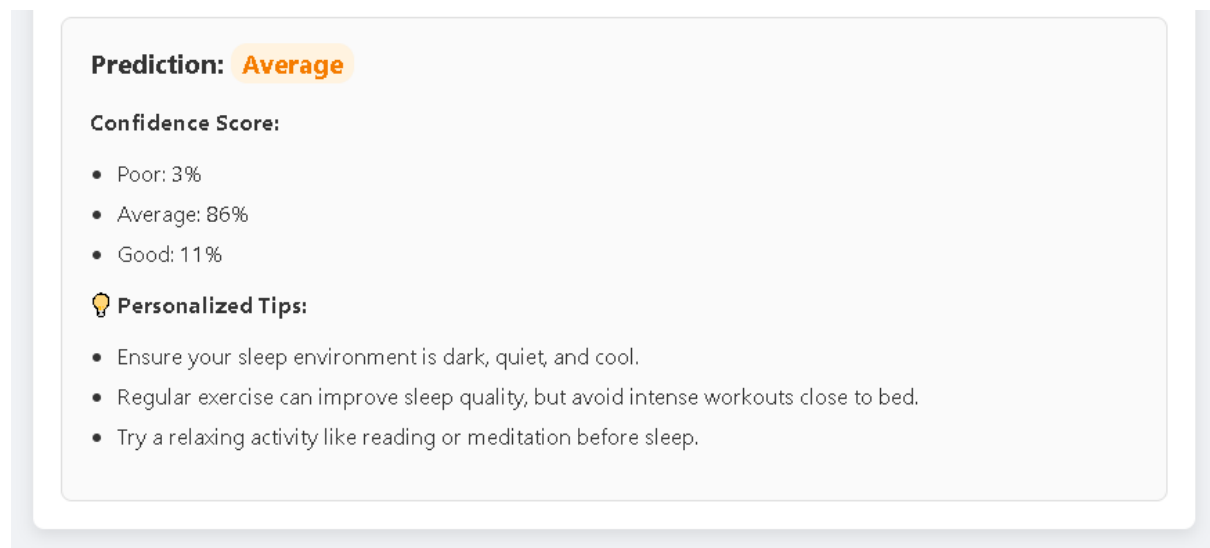 Prediction: Average
Confidence Score:
• Poor: 3%
• Average: 86%
• Good: 11%
💡 Personalized Tips:
• Ensure your sleep environment is dark, quiet, and cool.
• Regular exercise can improve sleep quality, but avoid intense workouts close to bed.
• Try a relaxing activity like reading or meditation before sleep.